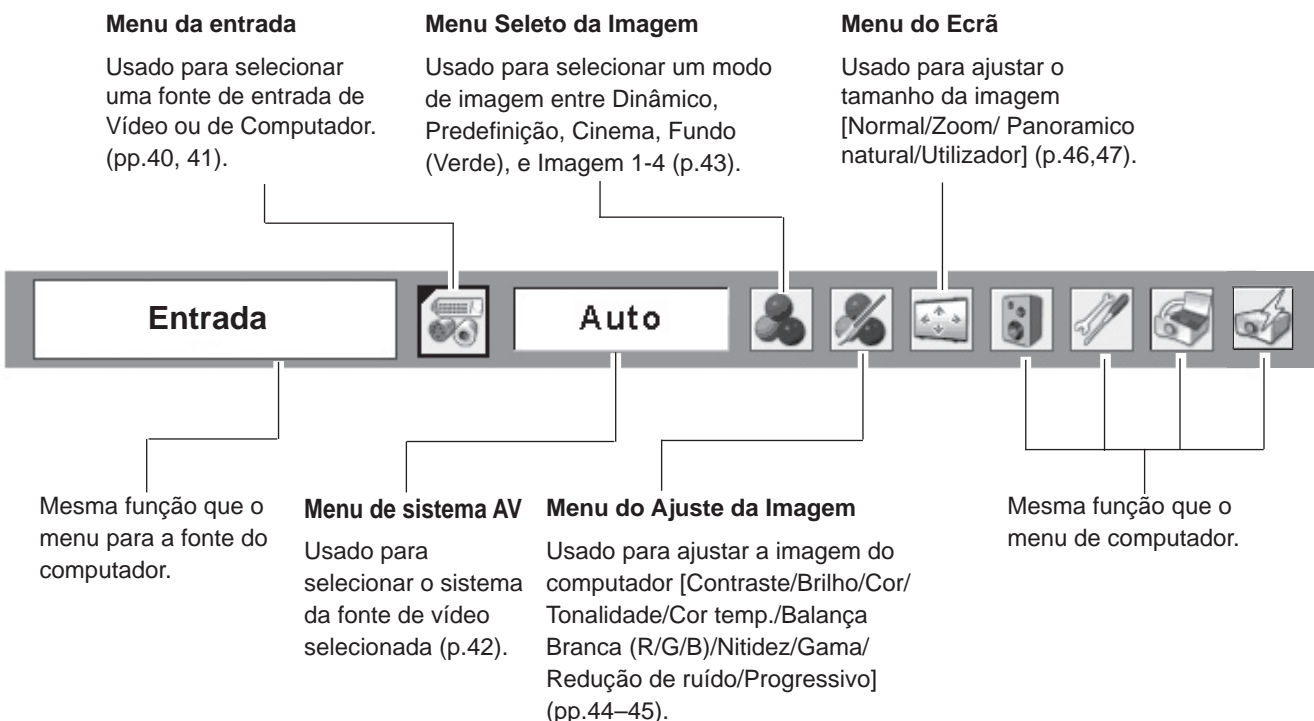 Menu da entrada
Usado para selecionar
uma fonte de entrada de
Vídeo ou de Computador.
(pp.40, 41).
Menu Seleto da Imagem
Usado para selecionar um modo
de imagem entre Dinâmico,
Predefinição, Cinema, Fundo
(Verde), e Imagem 1-4 (p.43).
Menu do Ecrã
Usado para ajustar o
tamanho da imagem
[Normal/Zoom/ Panoramico
natural/Utilizador] (p.46,47).
Entrada
Auto
Mesma função que o
menu para a fonte do
computador.
Menu de sistema AV
Usado para
selecionar o sistema
da fonte de vídeo
selecionada (p.42).
Menu do Ajuste da Imagem
Usado para ajustar a imagem do
computador [Contraste/Brilho/Cor/
Tonalidade/Cor temp./Balança
Branca (R/G/B)/Nitidez/Gama/
Redução de ruído/Progressivo]
(pp.44–45).
Mesma função que o
menu de computador.